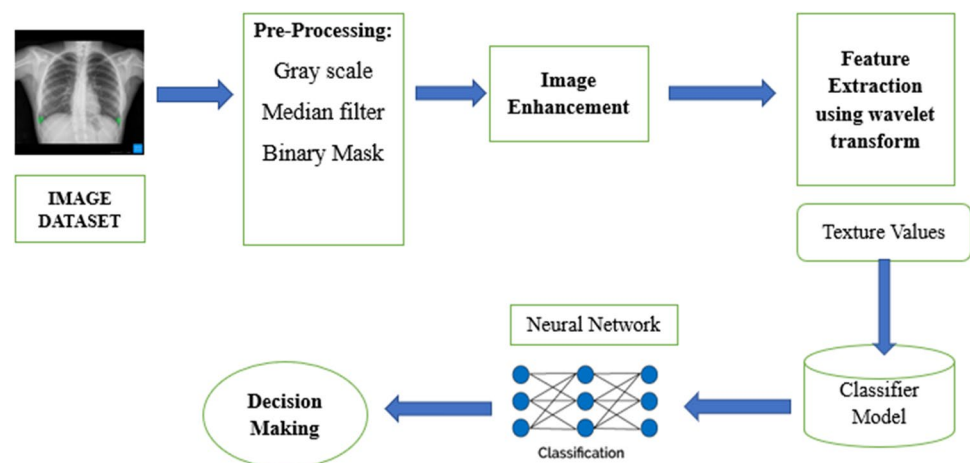 IMAGE
DATASET
Pre-Processing:
Gray scale
Median filter
Binary Mask
Image
Enhancement
Feature
Extraction
using wavelet
transform
Texture Values
Classifier
Model
Neural Network
Classification
Decision
Making